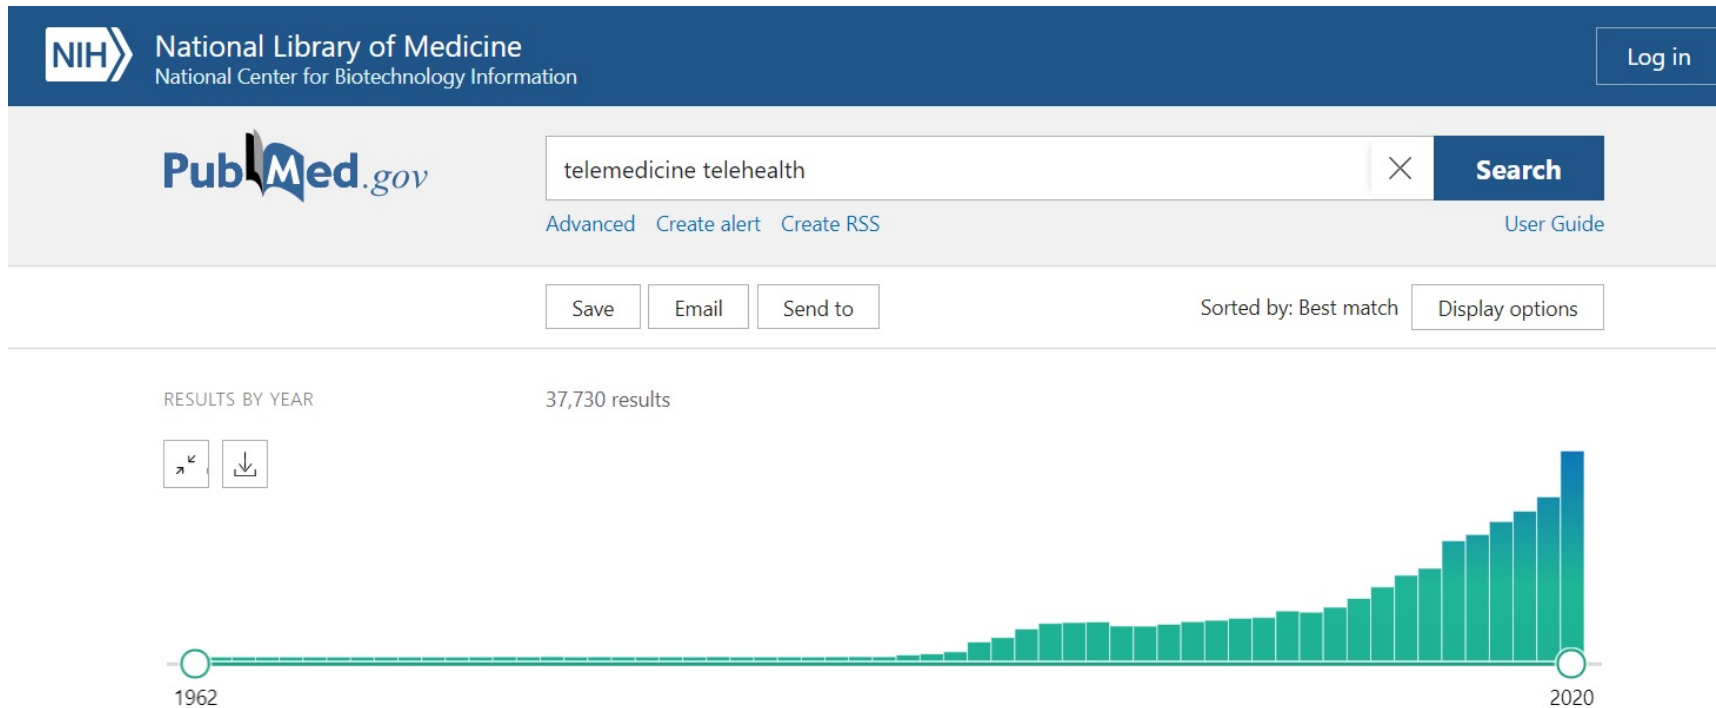 NIH
National Library of Medicine
National Center for Biotechnology Information
Log in
PubMed.gov
telemedicine telehealth
Search
Advanced Create alert Create RSS
User Guide
Save Email Send to
Sorted by: Best match Display options
RESULTS BY YEAR
37,730 results
1962
2020